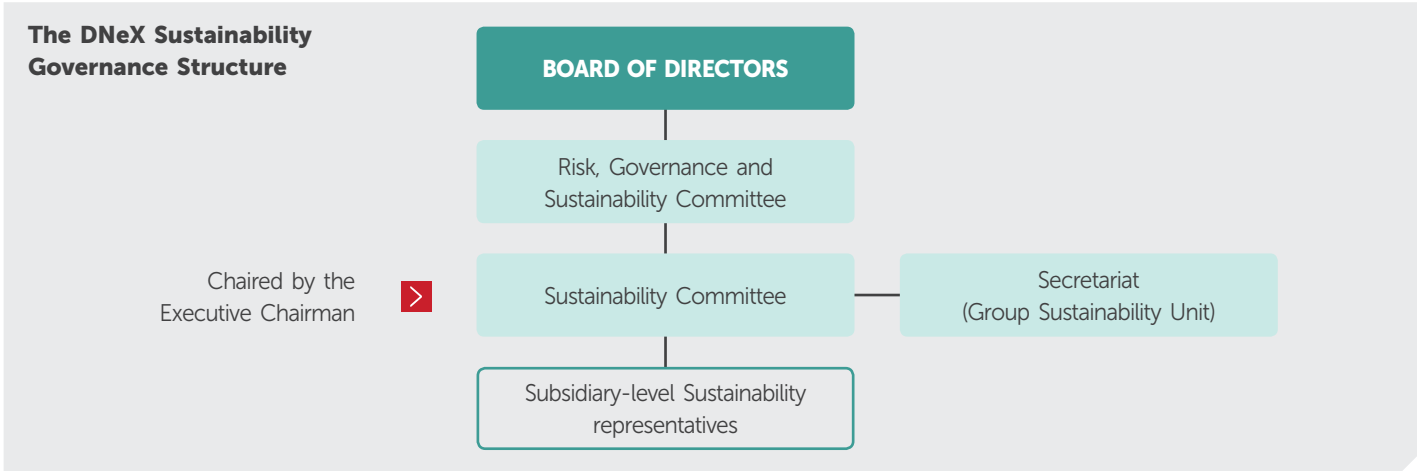 The DNeX Sustainability
Governance Structure
BOARD OF DIRECTORS
Risk, Governance and
Sustainability Committee
Chaired by the
Executive Chairman
Sustainability Committee
Secretariat
(Group Sustainability Unit)
Subsidiary-level Sustainability
representatives